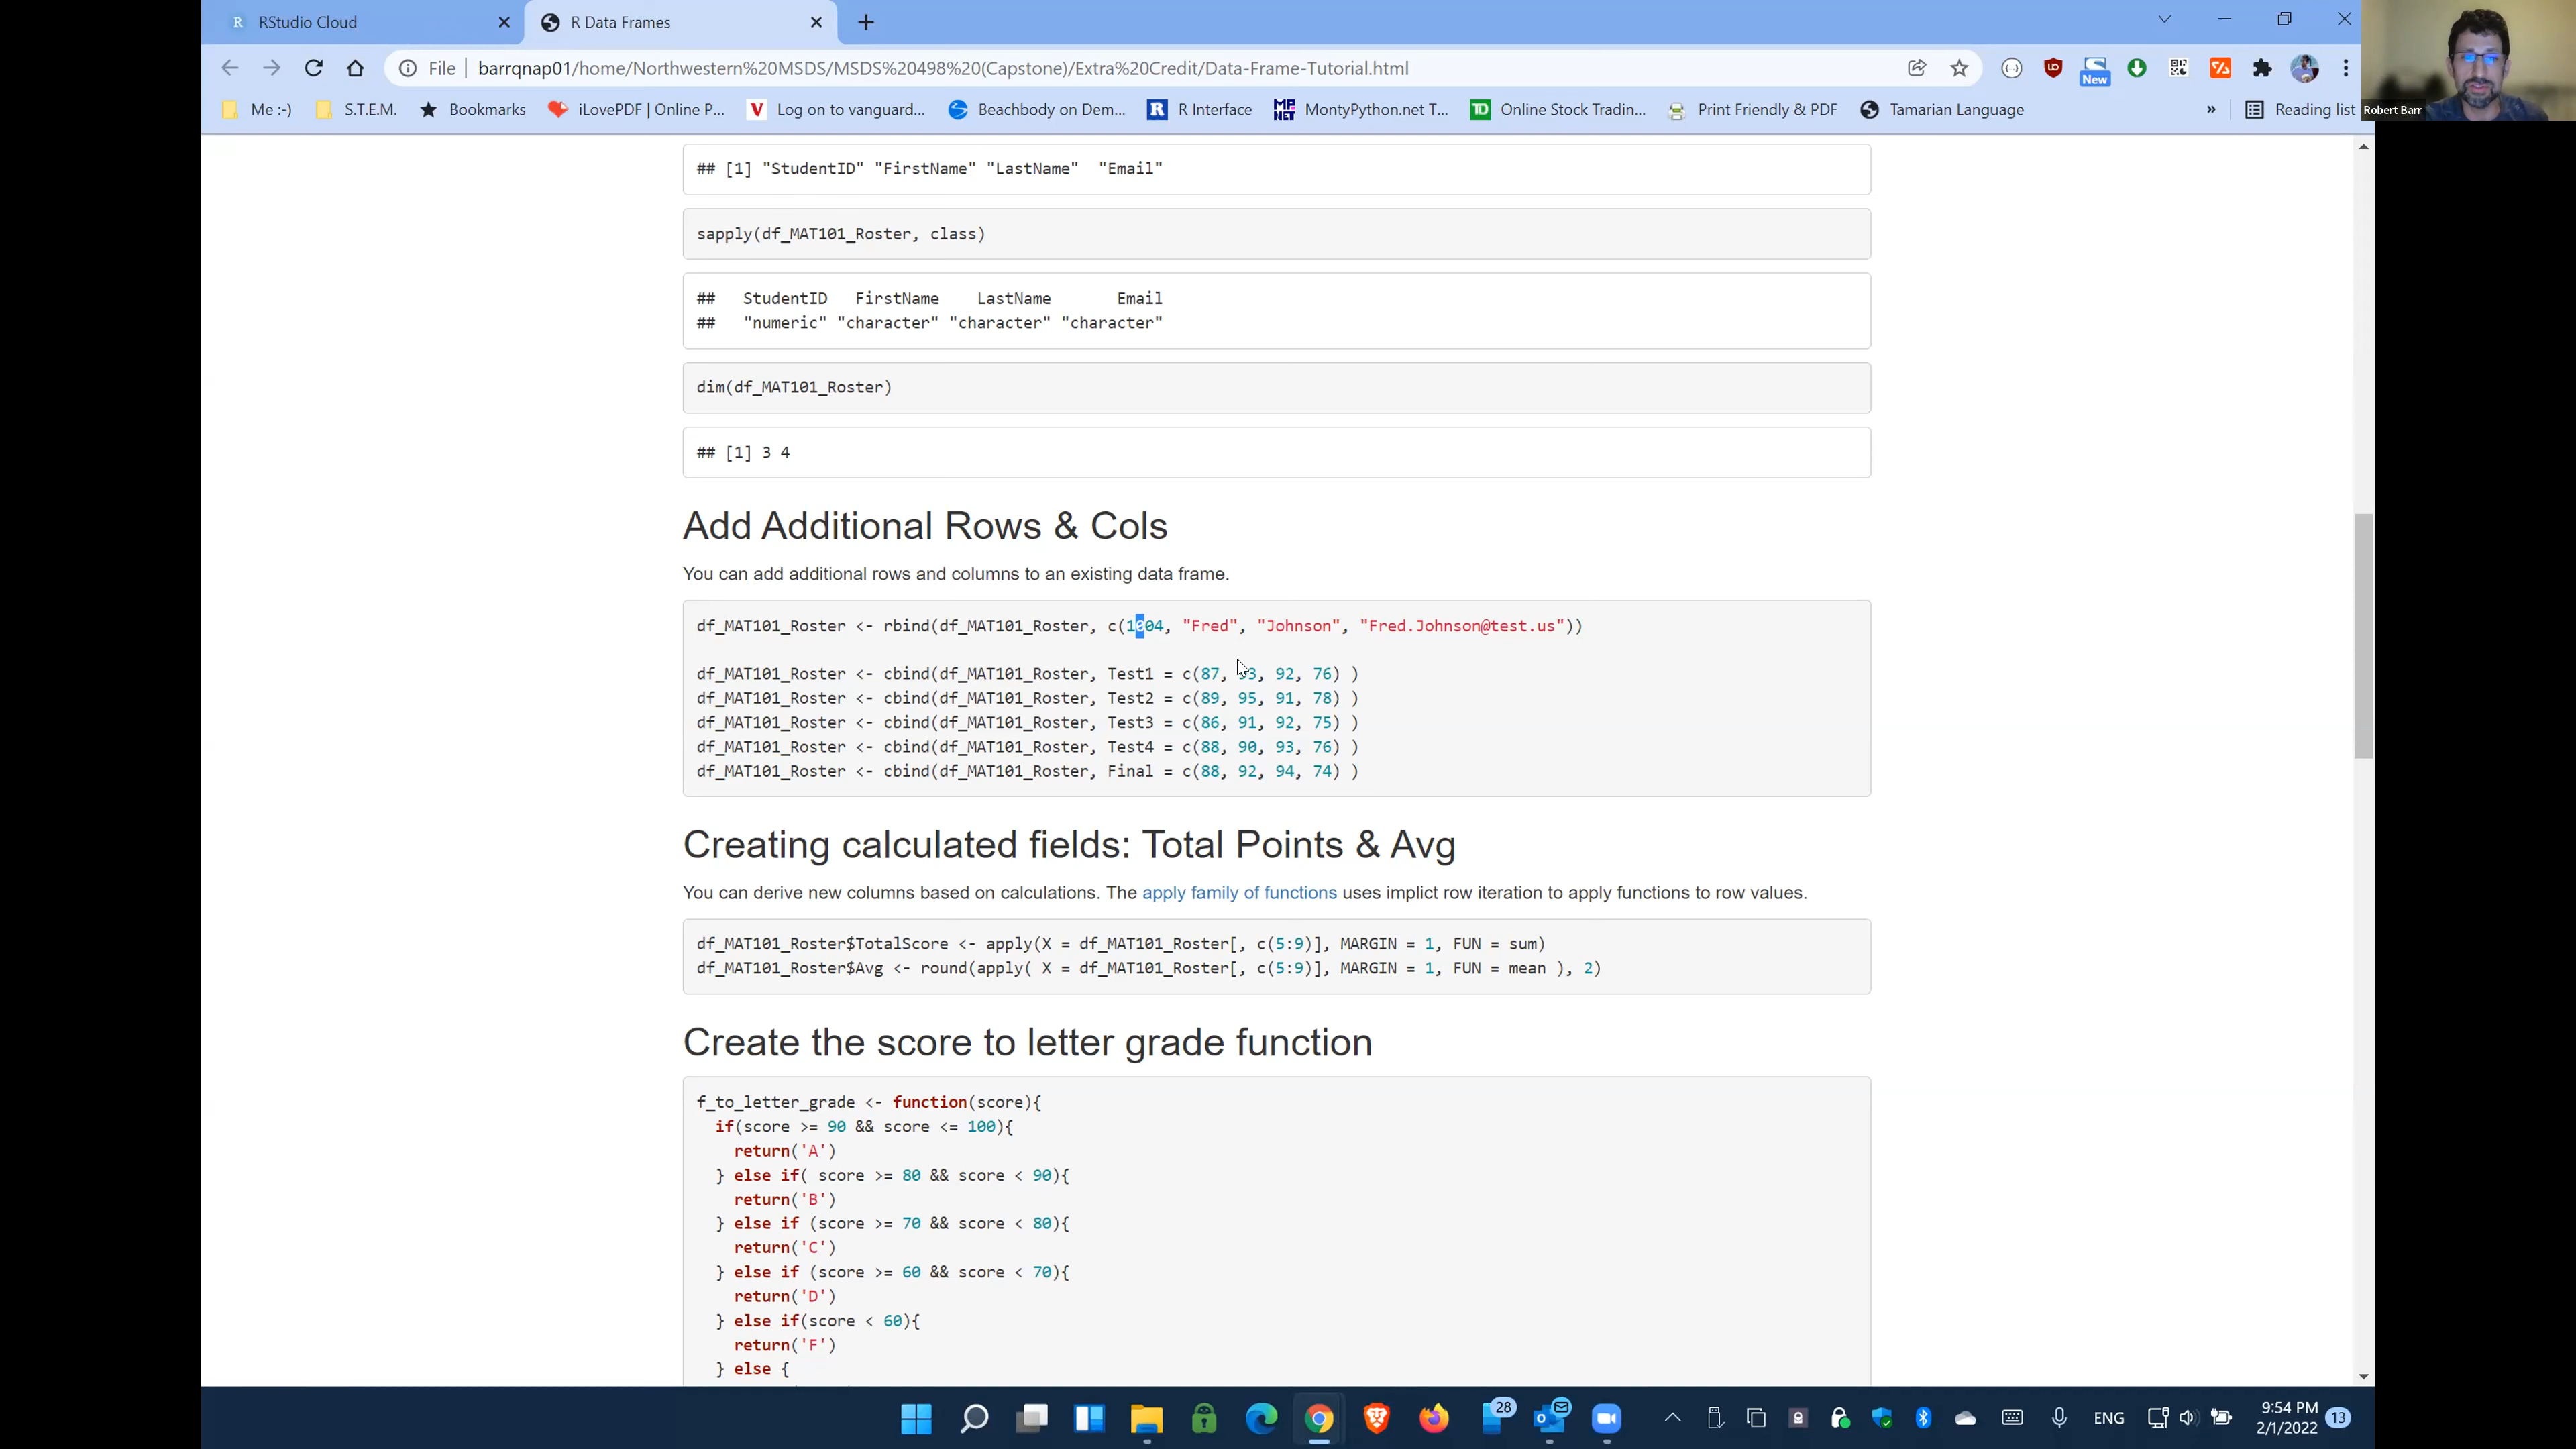 RStudio Cloud
R Data Frames
File | barrqnap01/home/Northwestern%20MSDS/MSDS%20498%20(Capstone)/Extra%20Credit/Data-Frame-Tutorial.html
New
Me :-)
S.T.E.M.
Bookmarks
iLovePDF | Online P...
Log on to vanguard...
Beachbody on Dem...
R Interface
MontyPython.net T...
Online Stock Tradin...
Print Friendly & PDF
Tamarian Language
»
Reading list
Robert Barr
## [1] "StudentID" "FirstName" "LastName"  "Email"
sapply(df_MAT101_Roster, class)
##   StudentID   FirstName    LastName       Email
##   "numeric" "character" "character" "character"
dim(df_MAT101_Roster)
## [1] 3 4
Add Additional Rows & Cols
You can add additional rows and columns to an existing data frame.
df_MAT101_Roster <- rbind(df_MAT101_Roster, c(1004, "Fred", "Johnson", "Fred.Johnson@test.us"))
df_MAT101_Roster <- cbind(df_MAT101_Roster, Test1 = c(87, 93, 92, 76) )
df_MAT101_Roster <- cbind(df_MAT101_Roster, Test2 = c(89, 95, 91, 78) )
df_MAT101_Roster <- cbind(df_MAT101_Roster, Test3 = c(86, 91, 92, 75) )
df_MAT101_Roster <- cbind(df_MAT101_Roster, Test4 = c(88, 90, 93, 76) )
df_MAT101_Roster <- cbind(df_MAT101_Roster, Final = c(88, 92, 94, 74) )
Creating calculated fields: Total Points & Avg
You can derive new columns based on calculations. The apply family of functions uses implict row iteration to apply functions to row values.
df_MAT101_Roster$TotalScore <- apply(X = df_MAT101_Roster[, c(5:9)], MARGIN = 1, FUN = sum)
df_MAT101_Roster$Avg <- round(apply( X = df_MAT101_Roster[, c(5:9)], MARGIN = 1, FUN = mean ), 2)
Create the score to letter grade function
f_to_letter_grade <- function(score){
  if(score >= 90 && score <= 100){
    return('A')
  } else if( score >= 80 && score < 90){
    return('B')
  } else if (score >= 70 && score < 80){
    return('C')
  } else if (score >= 60 && score < 70){
    return('D')
  } else if(score < 60){
    return('F')
  } else {
28
ENG
9:54 PM
2/1/2022
13